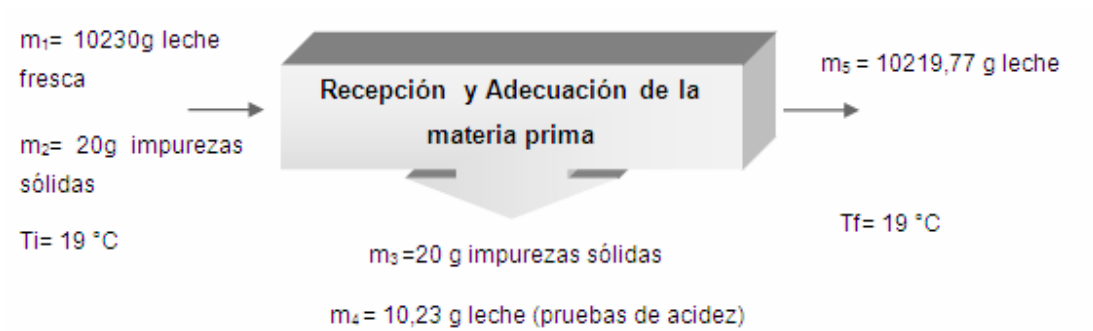 m₁= 10230g leche
fresca
m₂= 20g impurezas
sólidas
Ti= 19 °C
Recepción y Adecuación de la
materia prima
m₃ =20 g impurezas sólidas
m₄ = 10,23 g leche (pruebas de acidez)
m₅ = 10219,77 g leche
Tf= 19 °C